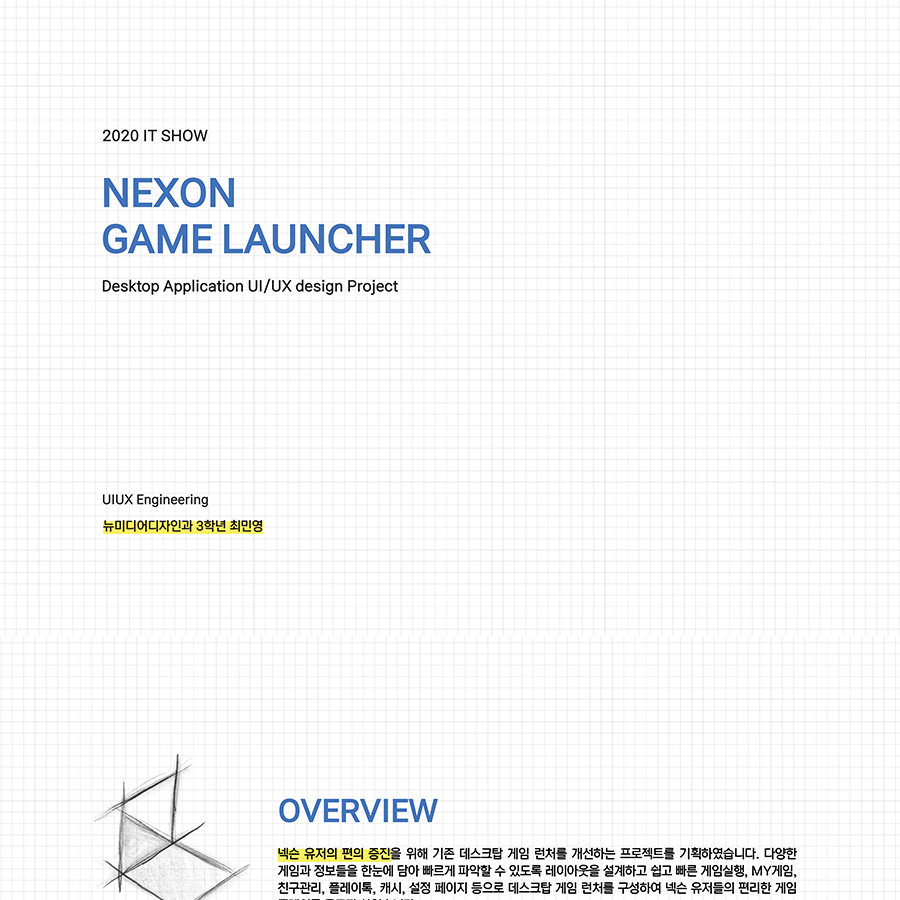 2020 IT SHOW
NEXON
GAME LAUNCHER
Desktop Application UI/UX design Project
UIUX Engineering
뉴미디어디자인과 3학년 최민영
OVERVIEW
넥슨 유저의 편의 증진을 위해 기존 데스크탑 게임 런처를 개선하는 프로젝트를 기획하였습니다. 다양한
게임과 정보들을 한눈에 담아 빠르게 파악할 수 있도록 레이아웃을 설계하고 쉽고 빠른 게임실행, MY게임,
친구관리, 플레이톡, 캐시, 설정 페이지 등으로 데스크탑 게임 런처를 구성하여 넥슨 유저들의 편리한 게임